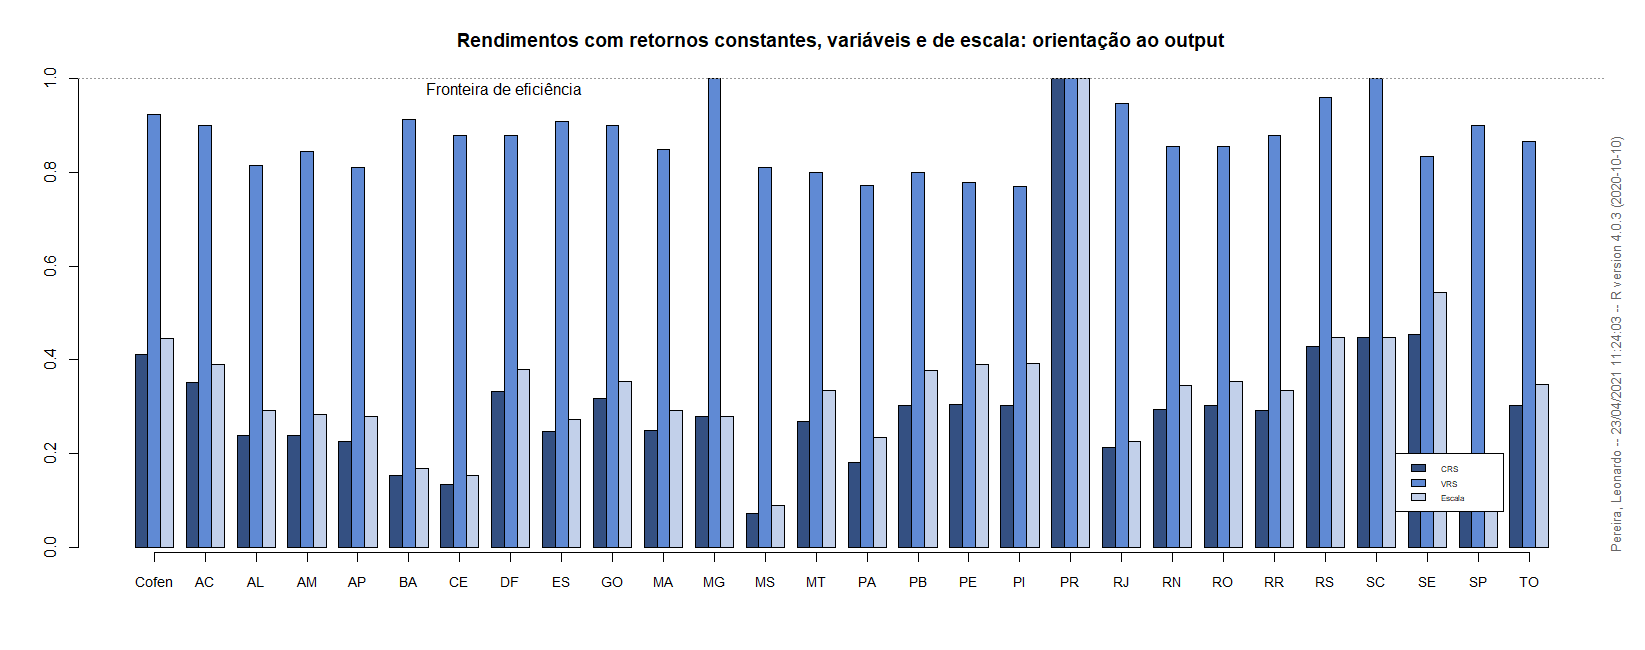 Rendimentos com retornos constantes, variáveis e de escala: orientação ao output
Fronteira de eficiência
1.0
0.8
0.6
0.4
0.2
0.0
CRS
VRS
Escala
Cofen AC AL AM AP BA CE DF ES GO MA MG MS MT PA PB PE PI PR RJ RN RO RR RS SC SE SP TO
Pereira, Leonardo -- 23/04/2021 11:24:03 -- R version 4.0.3 (2020-10-10)